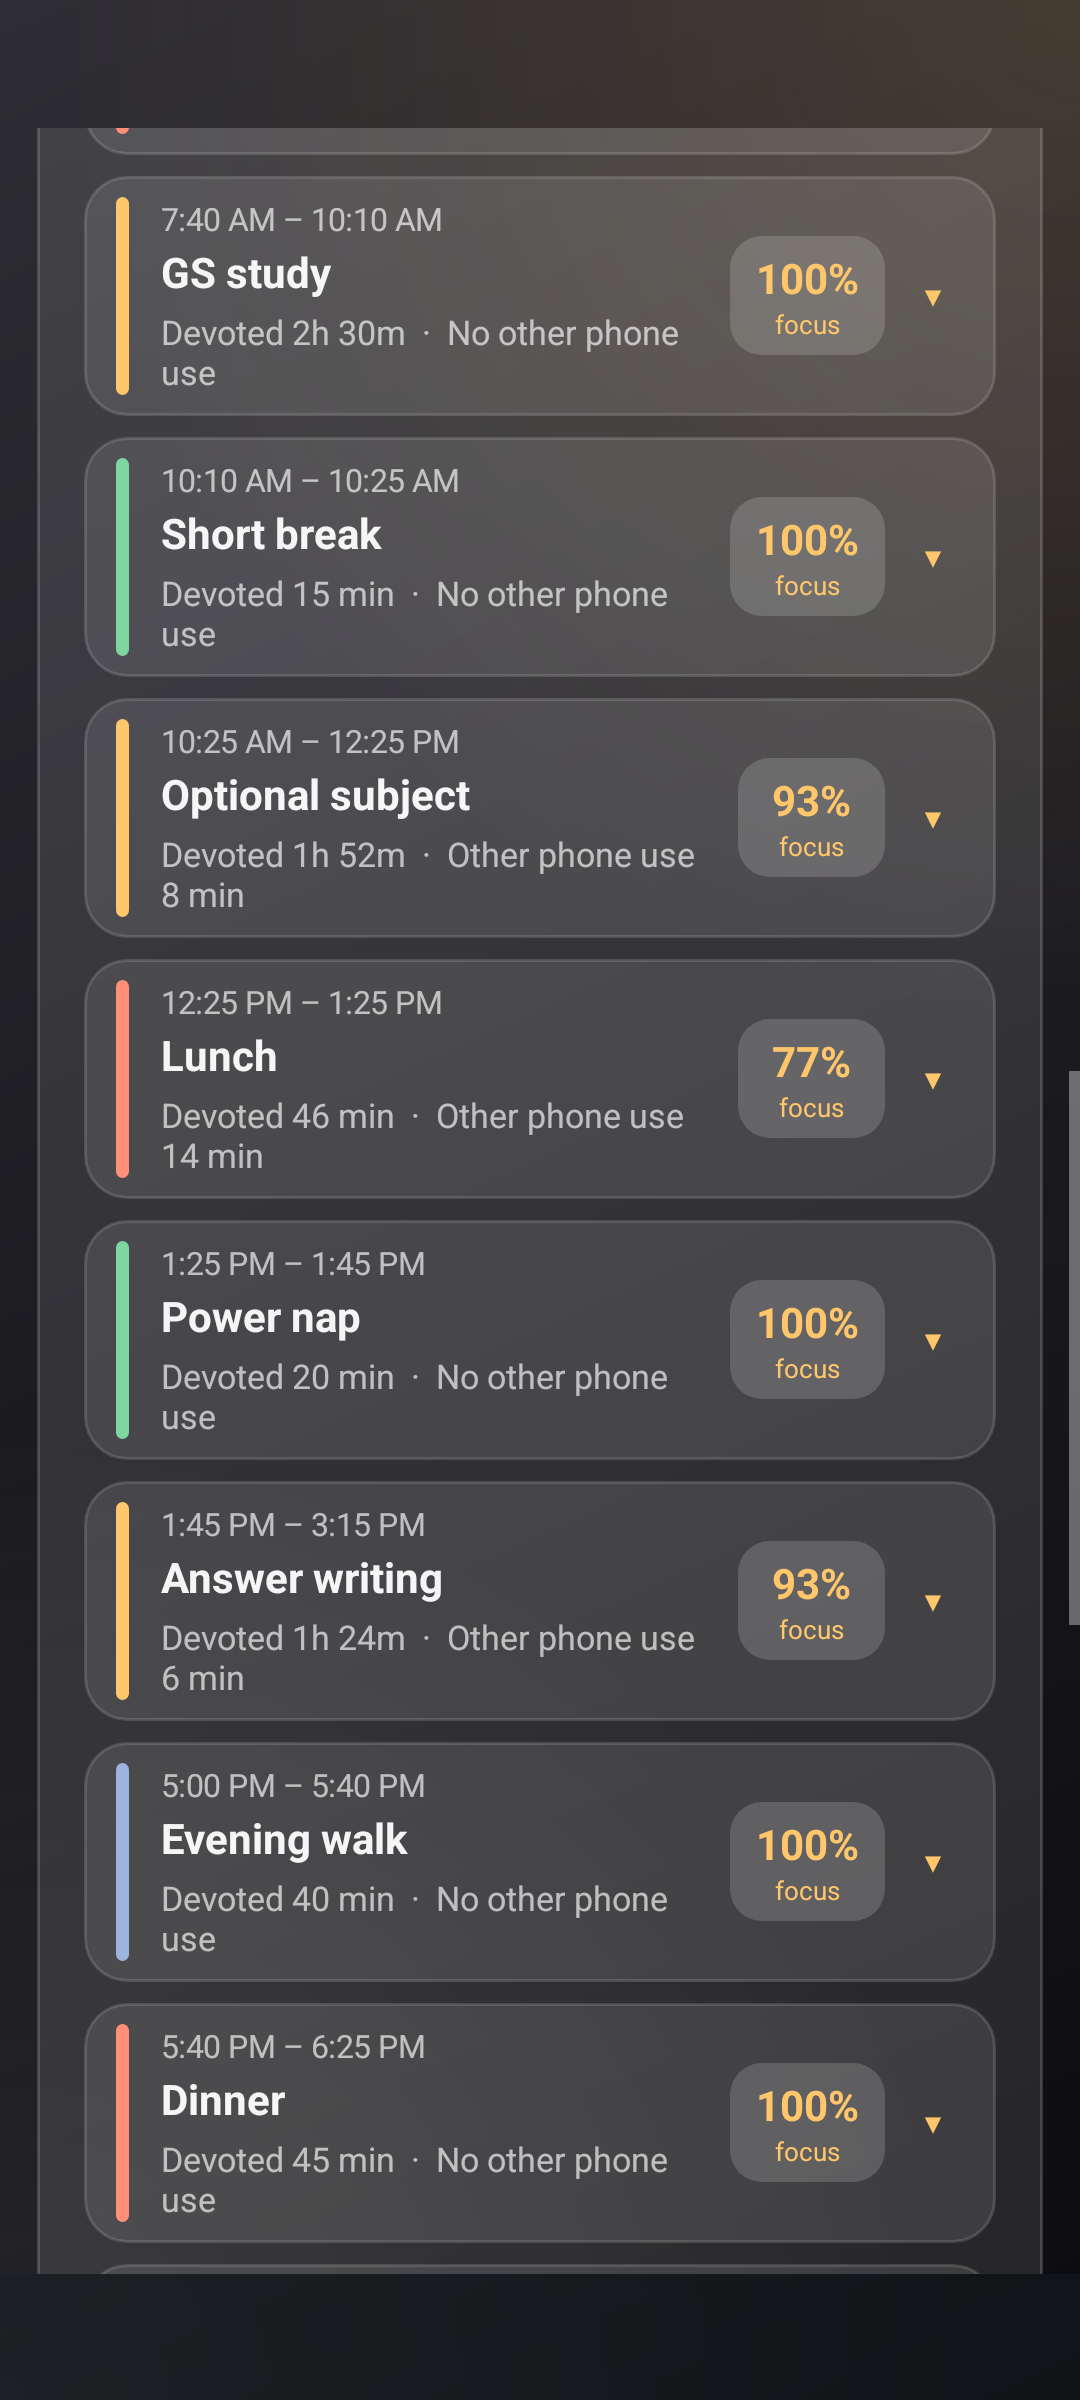 7:40 AM – 10:10 AM
GS study
Devoted 2h 30m · No other phone
use
100%
focus
▼
10:10 AM – 10:25 AM
Short break
Devoted 15 min · No other phone
use
100%
focus
▼
10:25 AM – 12:25 PM
Optional subject
Devoted 1h 52m · Other phone use
8 min
93%
focus
▼
12:25 PM – 1:25 PM
Lunch
Devoted 46 min · Other phone use
14 min
77%
focus
▼
1:25 PM – 1:45 PM
Power nap
Devoted 20 min · No other phone
use
100%
focus
▼
1:45 PM – 3:15 PM
Answer writing
Devoted 1h 24m · Other phone use
6 min
93%
focus
▼
5:00 PM – 5:40 PM
Evening walk
Devoted 40 min · No other phone
use
100%
focus
▼
5:40 PM – 6:25 PM
Dinner
Devoted 45 min · No other phone
use
100%
focus
▼